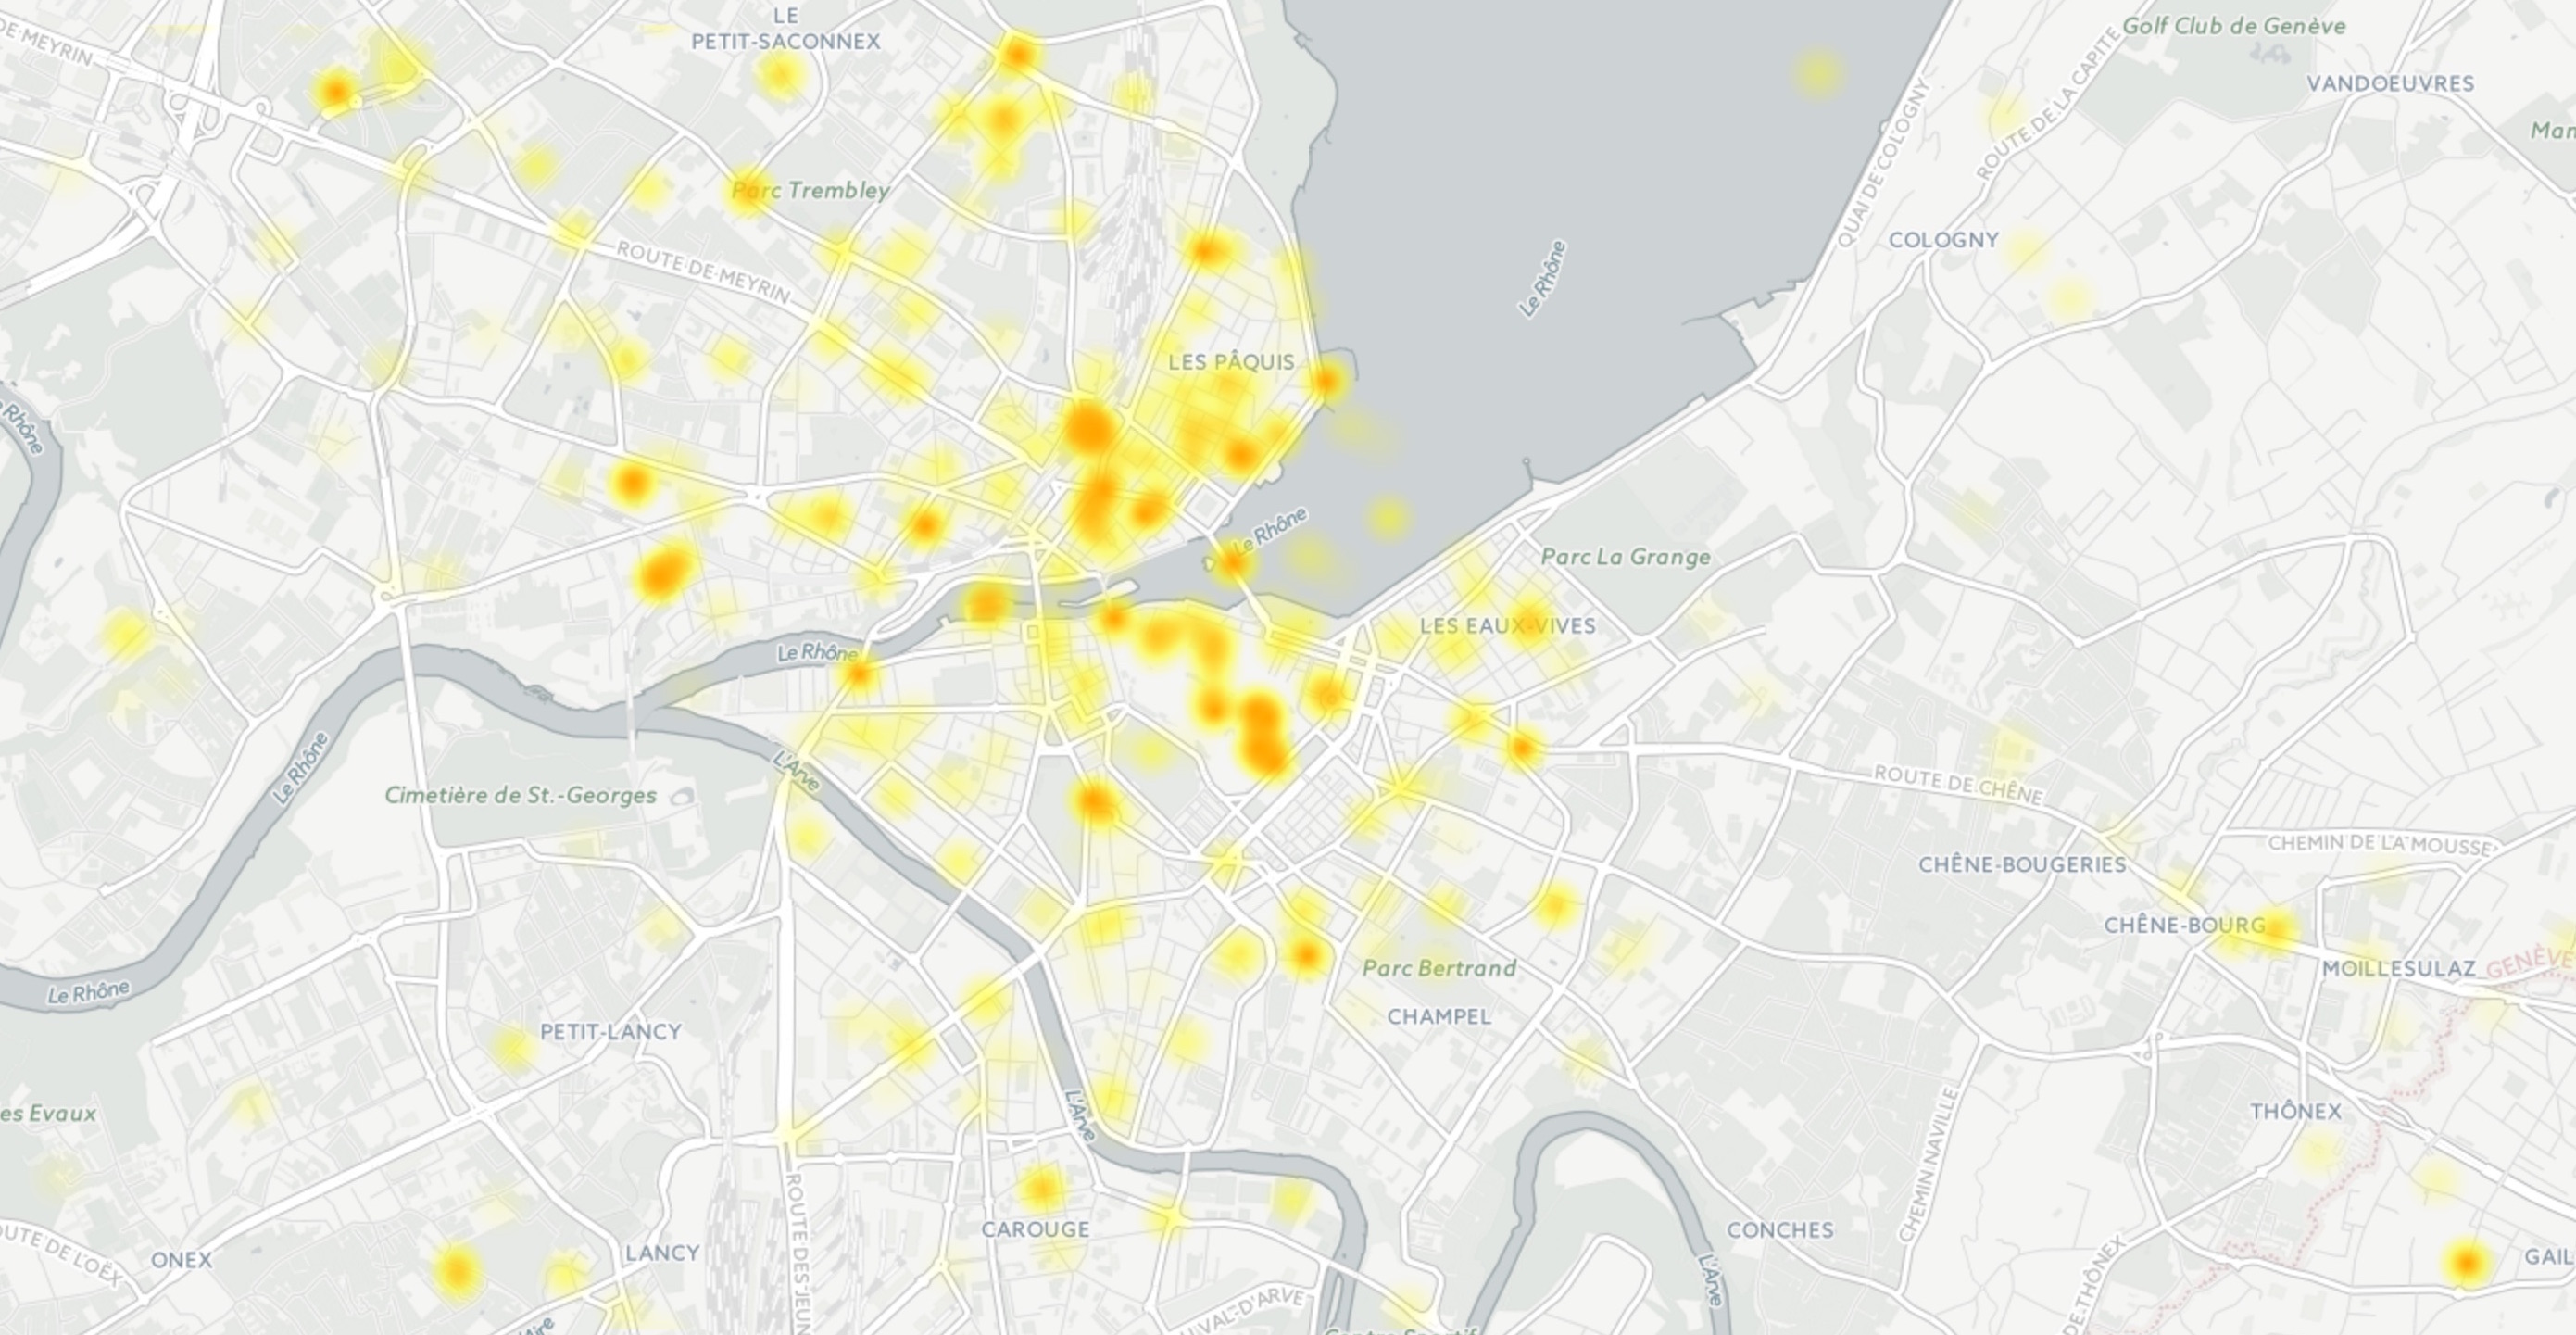 LE
PETIT-SACONNEX
Golf Club de Genève
DE MEYRIN
ROUTE DE LA CAPITE
VANDOEUVRES
QUAI DE COLOGNY
Parc Trembley
COLOGNY
ROUTE DE MEYRIN
Le Rhône
LES PÂQUIS
Le Rhône
Le Rhône
Parc La Grange
LES EAUX-VIVES
Le Rhône
L'Arve
Le Rhône
Cimetière de St.-Georges
ROUTE DE CHÊNE
CHEMIN DE LA MOUSSE
CHÊNE-BOUGERIES
CHÊNE-BOURG
MOILLESULAZ
GENÈVE
Le Rhône
Parc Bertrand
CHAMPEL
PETIT-LANCY
es Evaux
L'Arve
THÔNEX
CHEMIN NAVILLE
ROUTE DES JEUN
CAROUGE
CONCHES
ONEX
LANCY
OUTE DE LOËX
GAIL
L'Arve
DE-THÔNEX
VAL-D'ARVE